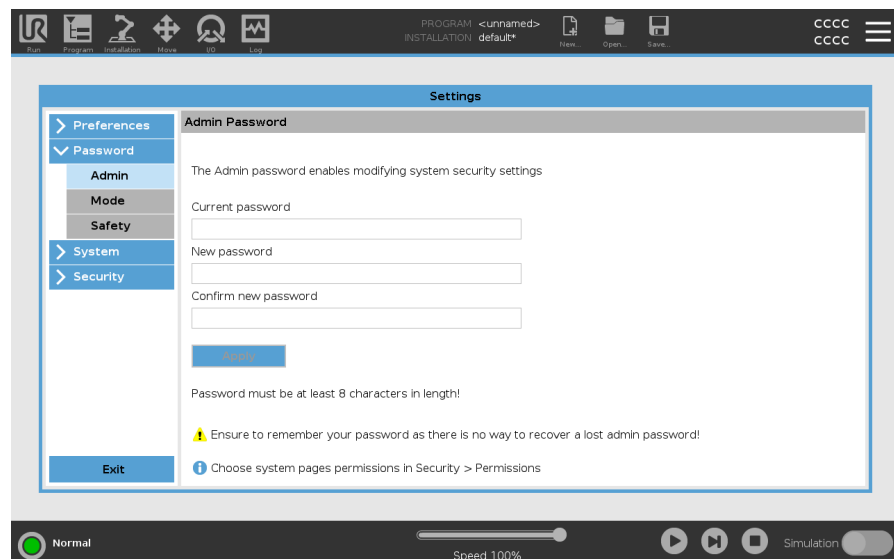 PROGRAM <unnamed>
INSTALLATION default*
CCCC
CCCC
UR
Run
Program
Installation
Move
I/O
Log
New...
Open...
Save...
Settings
Preferences
Password
Admin
Mode
Safety
System
Security
Exit
Admin Password
The Admin password enables modifying system security settings
Current password
New password
Confirm new password
Apply
Password must be at least 8 characters in length!
Ensure to remember your password as there is no way to recover a lost admin password!
Choose system pages permissions in Security > Permissions
Normal
Speed 100%
Simulation